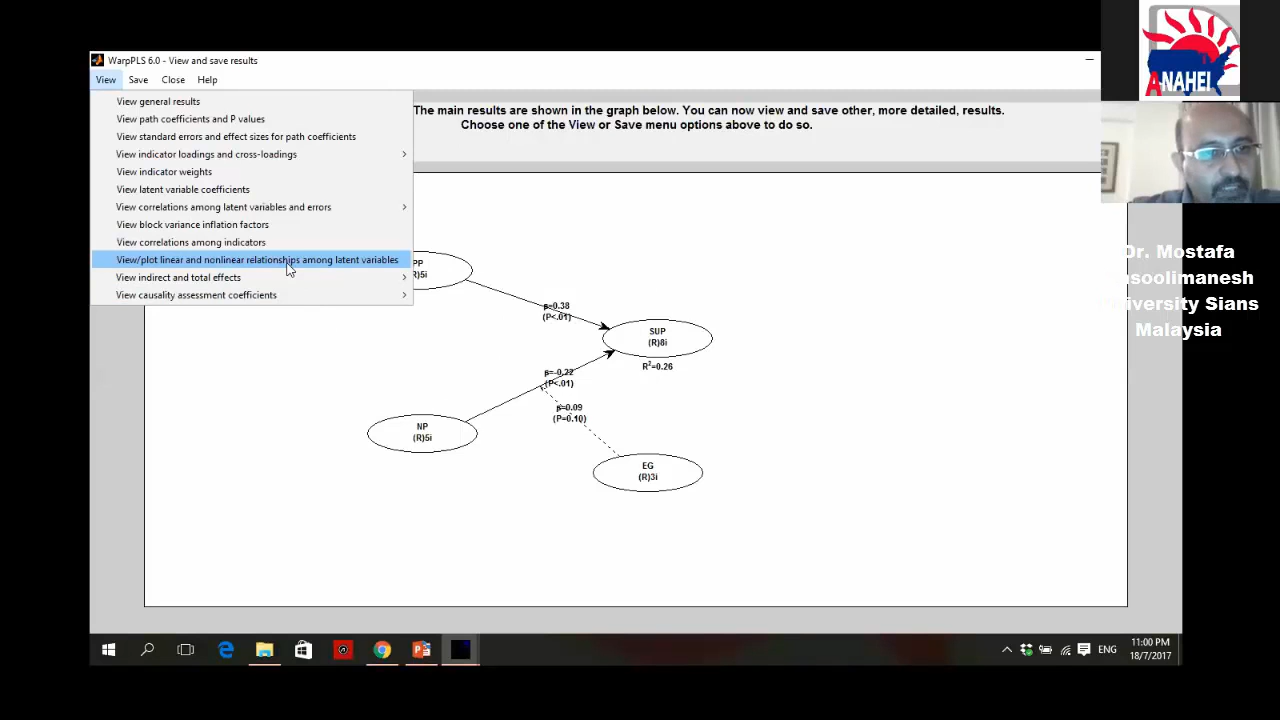 WarpPLS 6.0 - View and save results
View Save Close Help
View general results
View path coefficients and P values
View standard errors and effect sizes for path coefficients
View indicator loadings and cross-loadings
View indicator weights
View latent variable coefficients
View correlations among latent variables and errors
View block variance inflation factors
View correlations among indicators
View/plot linear and nonlinear relationships among latent variables
View indirect and total effects
View causality assessment coefficients
The main results are shown in the graph below. You can now view and save other, more detailed, results.
Choose one of the View or Save menu options above to do so.
PP
(R)5i
β=0.38
(P<.01)
SUP
(R)8i
R²=0.26
β=-0.22
(P<.01)
β=0.09
(P=0.10)
NP
(R)5i
EG
(R)3i
ANAHEI
Dr. Mostafa
soolimanesh
iversity Sians
Malaysia
ENG
11:00 PM
18/7/2017